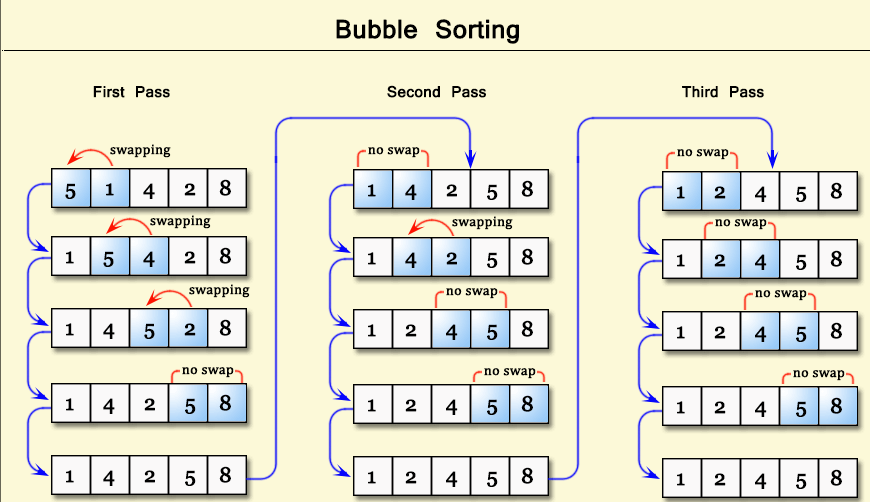 Bubble Sorting
First Pass
swapping
5 1 4 2 8
swapping
1 5 4 2 8
swapping
1 4 5 2 8
no swap
1 4 2 5 8
1 4 2 5 8
Second Pass
no swap
1 4 2 5 8
swapping
1 4 2 5 8
no swap
1 2 4 5 8
no swap
1 2 4 5 8
1 2 4 5 8
Third Pass
no swap
1 2 4 5 8
no swap
1 2 4 5 8
no swap
1 2 4 5 8
no swap
1 2 4 5 8
1 2 4 5 8